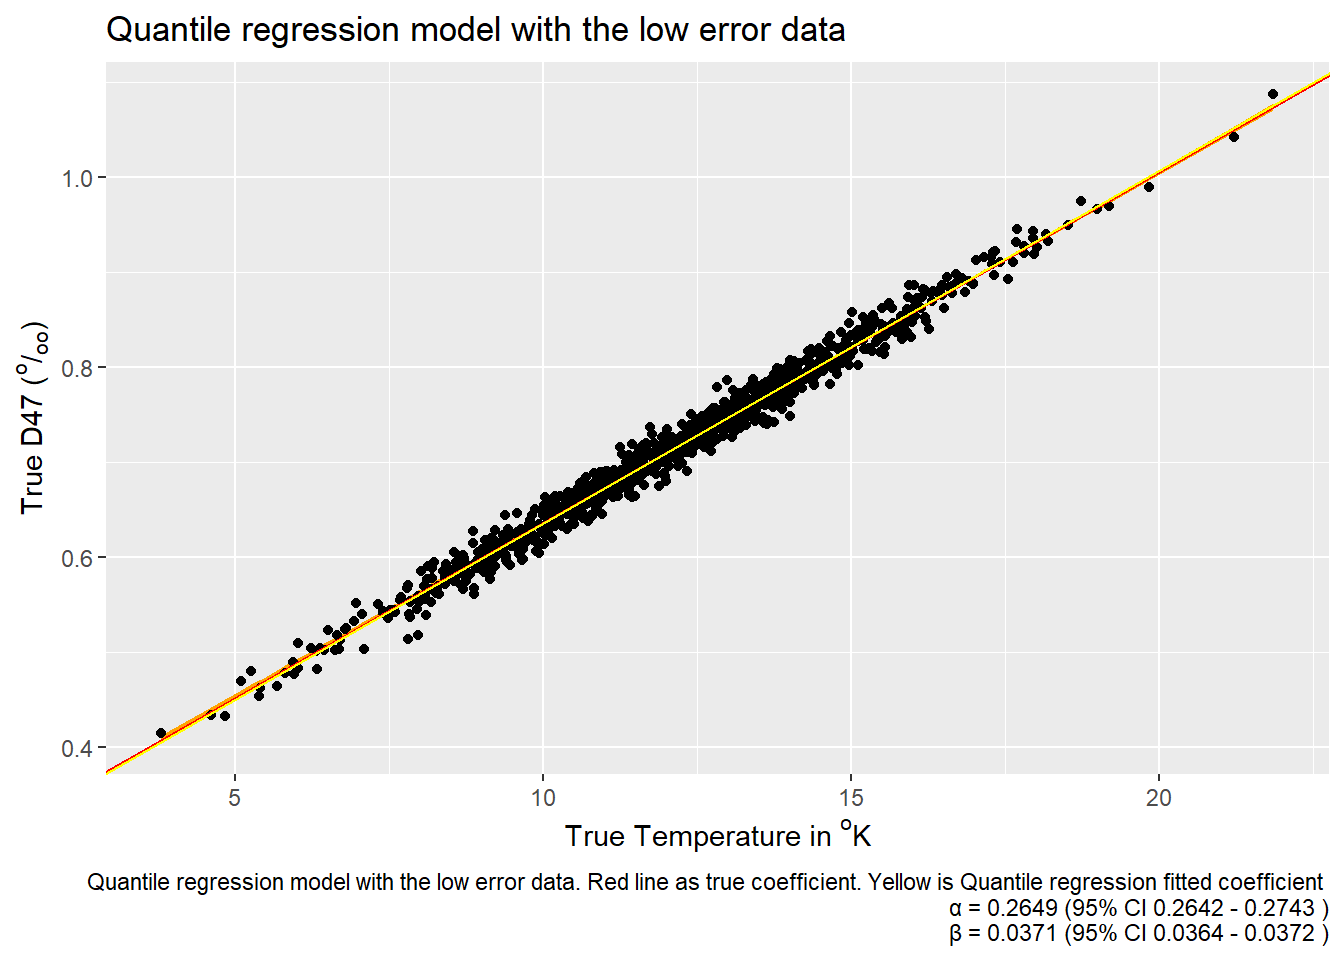 Quantile regression model with the low error data
1.0
0.8
0.6
0.4
True D47 (o/oo)
5 10 15 20
True Temperature in oK
Quantile regression model with the low error data. Red line as true coefficient. Yellow is Quantile regression fitted coefficient
α = 0.2649 (95% CI 0.2642 - 0.2743 )
β = 0.0371 (95% CI 0.0364 - 0.0372 )